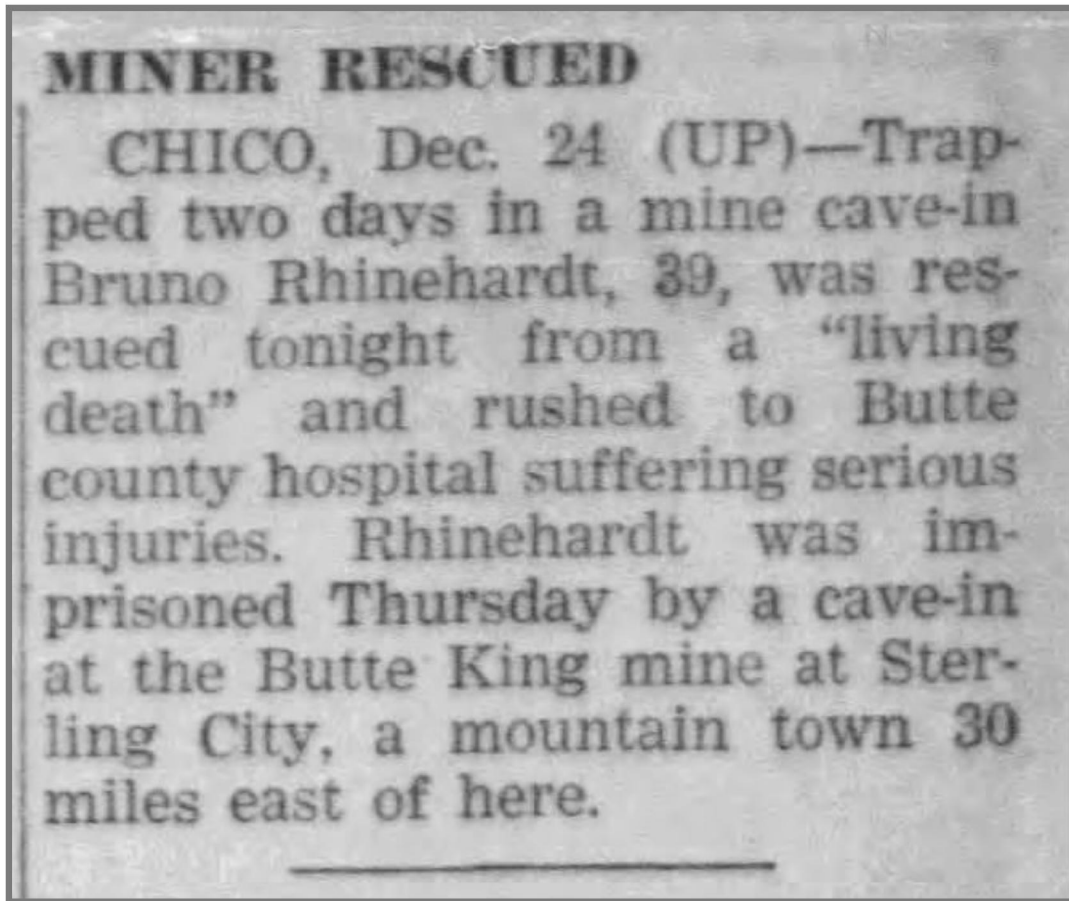 MINER RESCUED
CHICO, Dec. 24 (UP)—Trap-
ped two days in a mine cave-in
Bruno Rhinehardt, 39, was res-
cued tonight from a “living
death” and rushed to Butte
county hospital suffering serious
injuries. Rhinehardt was im-
prisoned Thursday by a cave-in
at the Butte King mine at Ster-
ling City, a mountain town 30
miles east of here.